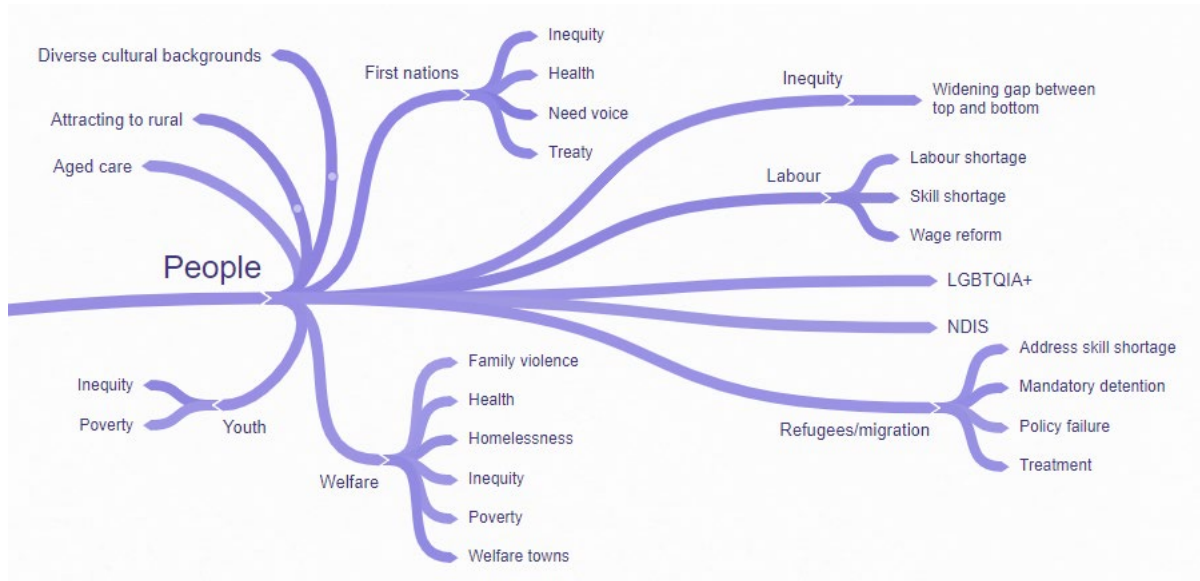 People
Diverse cultural backgrounds
Attracting to rural
Aged care
First nations
Inequity
Health
Need voice
Treaty
Inequity
Widening gap between
top and bottom
Labour
Labour shortage
Skill shortage
Wage reform
LGBTQIA+
NDIS
Refugees/migration
Address skill shortage
Mandatory detention
Policy failure
Treatment
Welfare
Family violence
Health
Homelessness
Inequity
Poverty
Welfare towns
Youth
Inequity
Poverty